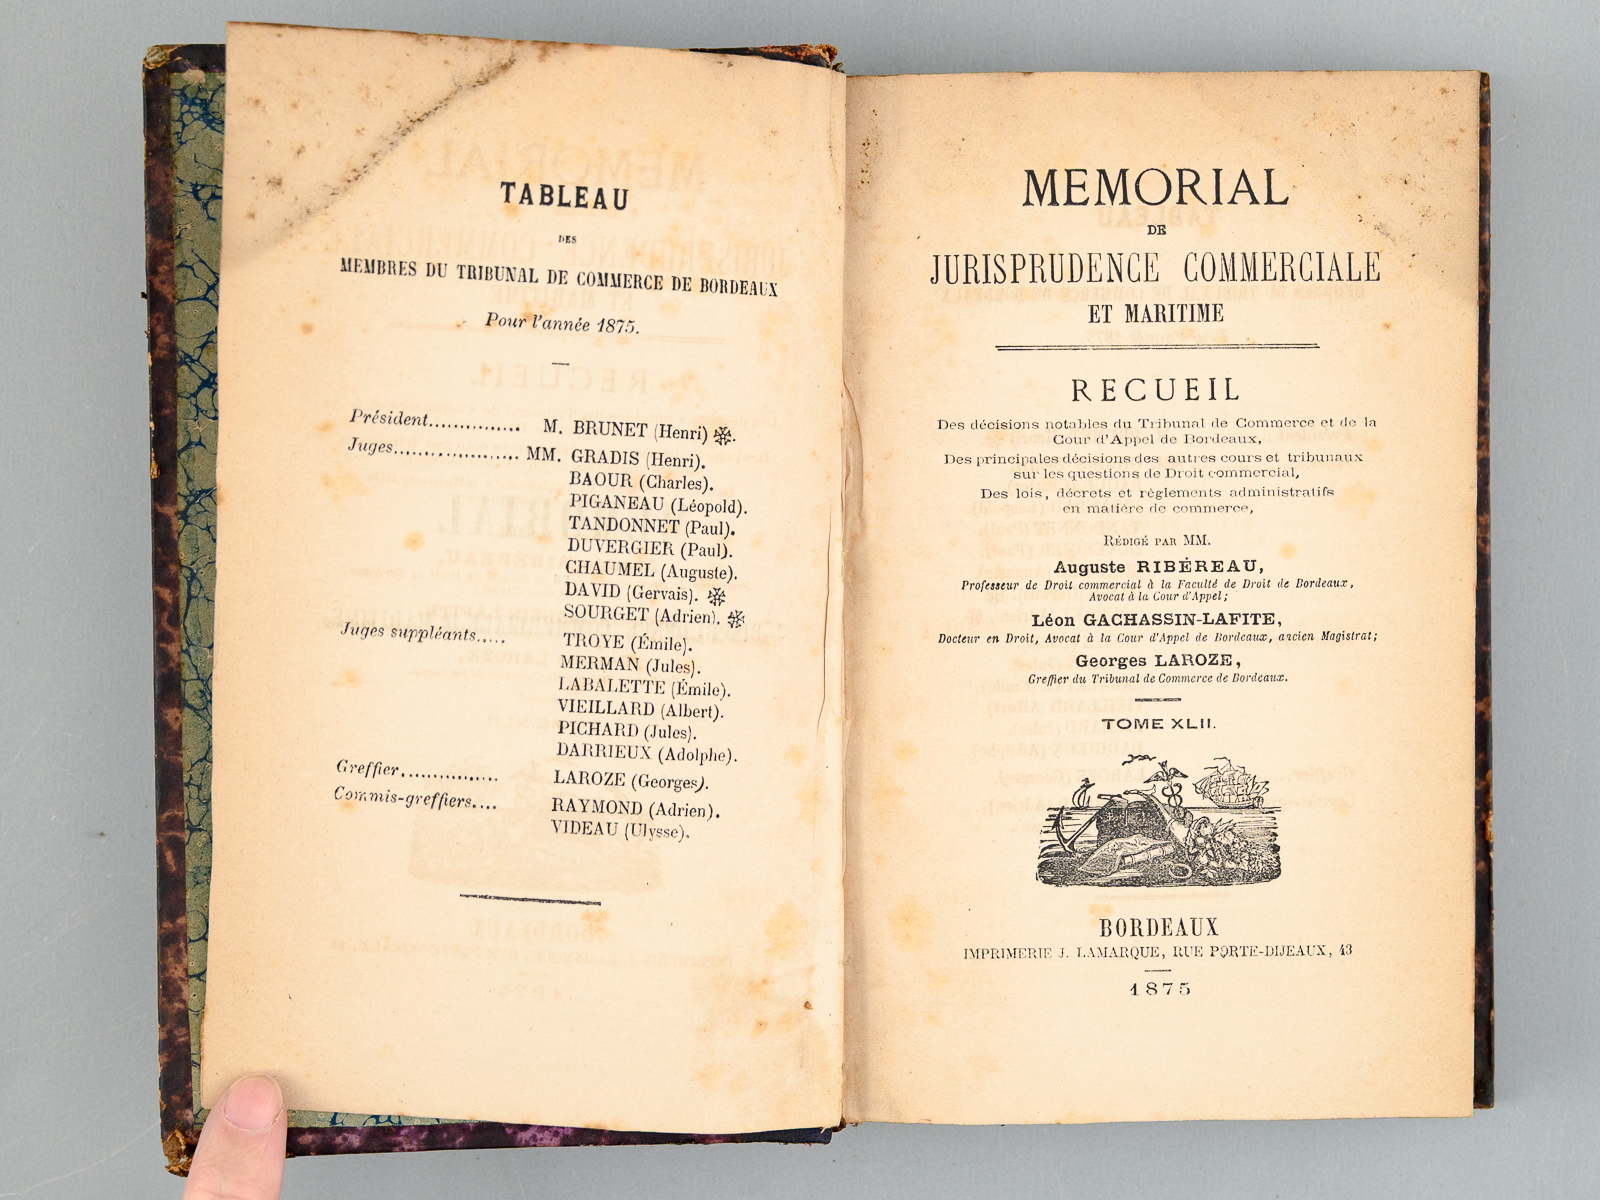 TABLEAU
DES
MEMBRES DU TRIBUNAL DE COMMERCE DE BORDEAUX
Pour l'année 1875.
Président............... M. BRUNET (Henri)
Juges................... MM. GRADIS (Henri).
BAOUR (Charles).
PIGANEAU (Léopold).
TANDONNET (Paul).
DUVERGIER (Paul).
CHAUMEL (Auguste).
DAVID (Gervais).
SOURGET (Adrien).
Juges suppléants..... TROYE (Émile).
MERMAN (Jules).
LABALETTE (Émile).
VIEILLARD (Albert).
PICHARD (Jules).
DARRIEUX (Adolphe).
Greffier............... LAROZE (Georges).
Commis-greffiers.... RAYMOND (Adrien).
VIDEAU (Ulysse).
MEMORIAL
DE
JURISPRUDENCE COMMERCIALE
ET MARITIME
RECUEIL
Des décisions notables du Tribunal de Commerce et de la
Cour d'Appel de Bordeaux,
Des principales décisions des autres cours et tribunaux
sur les questions de Droit commercial,
Des lois, décrets et règlements administratifs
en matière de commerce,
RÉDIGÉ PAR MM.
Auguste RIBÉREAU,
Professeur de Droit commercial à la Faculté de Droit de Bordeaux,
Avocat à la Cour d'Appel;
Léon GACHASSIN-LAFITE,
Docteur en Droit, Avocat à la Cour d'Appel de Bordeaux, ancien Magistrat;
Georges LAROZE,
Greffier du Tribunal de Commerce de Bordeaux.
TOME XLII.
BORDEAUX
IMPRIMERIE J. LAMARQUE, RUE PORTE-DIJEAUX, 43
1875